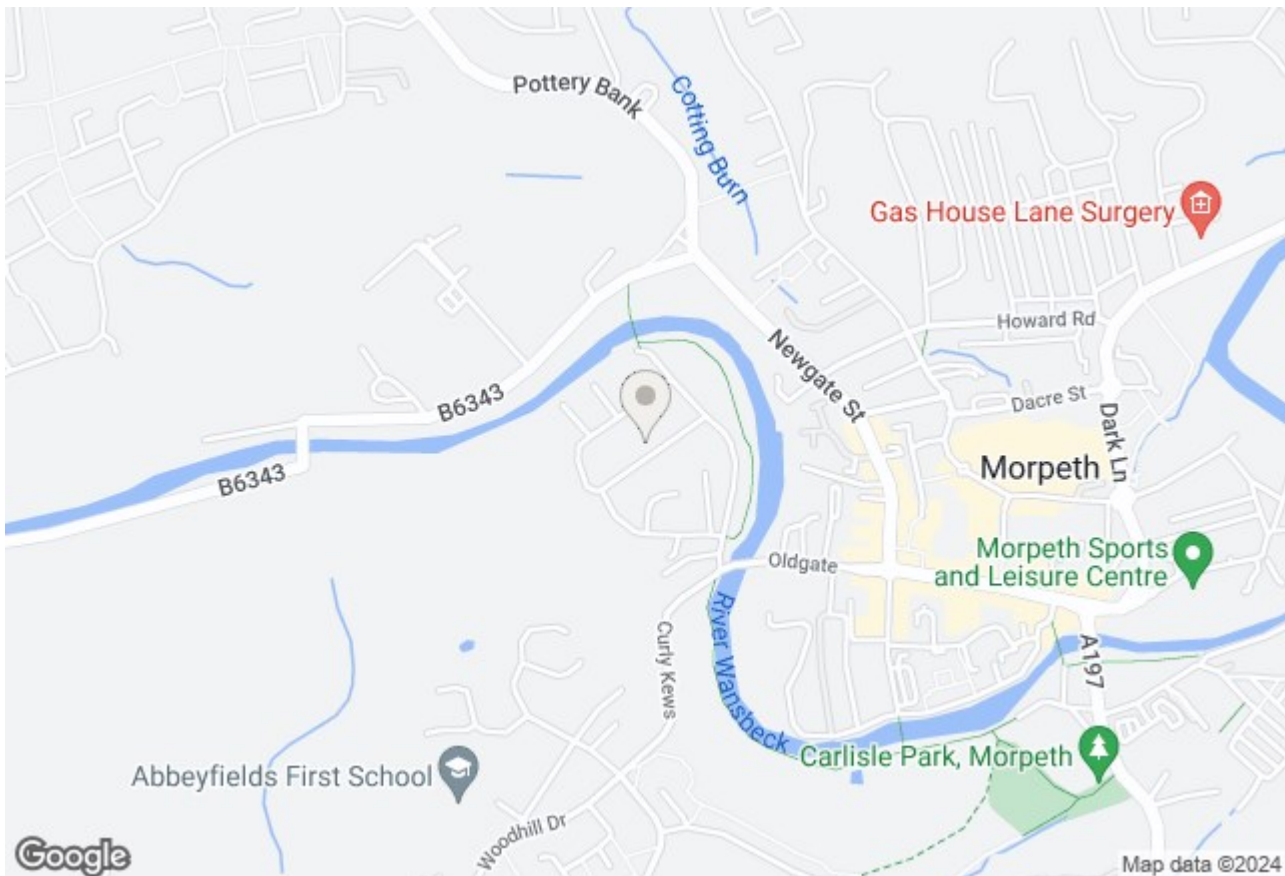 Pottery Bank
Cotting Burn
Gas House Lane Surgery
Howard Rd
Newgate St
B6343
Dacre St
Dark Ln
Morpeth
B6343
Morpeth Sports
and Leisure Centre
Oldgate
River Wansbeck
Curly Kews
A197
Carlisle Park, Morpeth
Abbeyfields First School
Woodhill Dr
Google
Map data ©2024